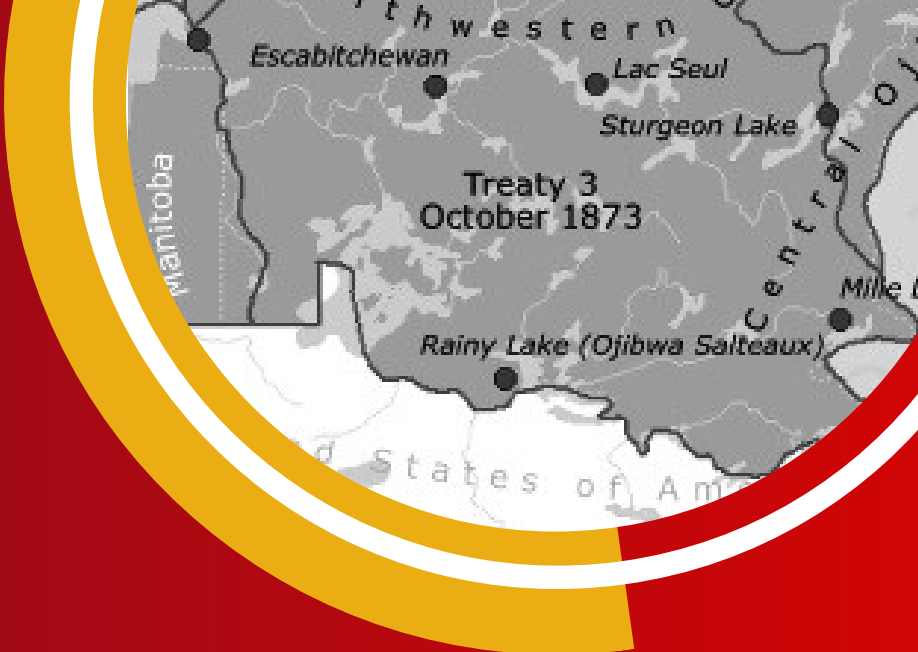 thwestern
Escabitchewan
Lac Seul
Sturgeon Lake
Central Oj
Manitoba
Treaty 3
October 1873
Mille
Rainy Lake (Ojibwa Salteaux)
d States of Am